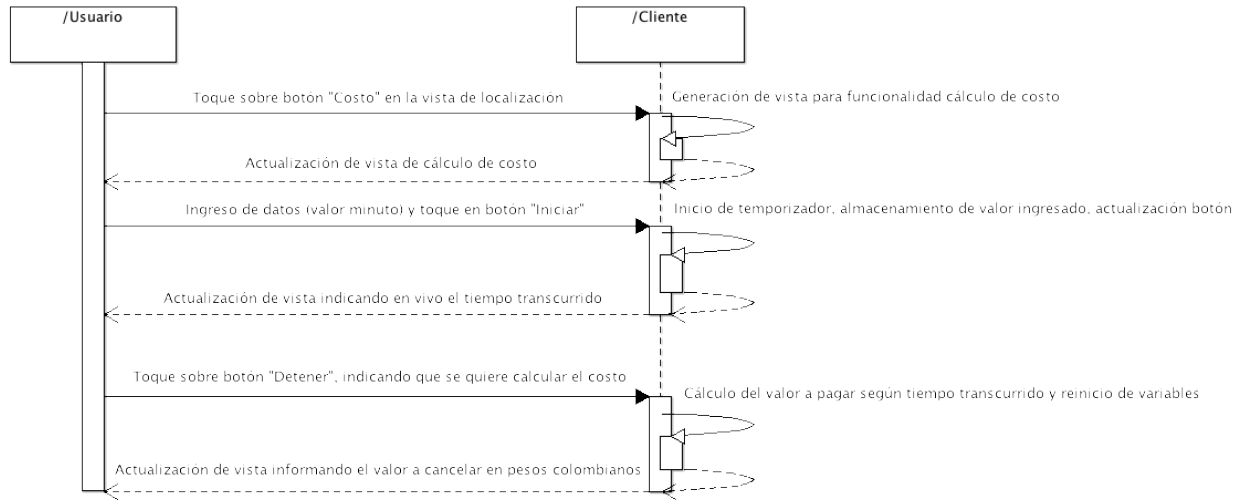 /Usuario
/Cliente
Toque sobre botón "Costo" en la vista de localización
Generación de vista para funcionalidad cálculo de costo
Actualización de vista de cálculo de costo
Ingreso de datos (valor minuto) y toque en botón "Iniciar"
Inicio de temporizador, almacenamiento de valor ingresado, actualización botón
Actualización de vista indicando en vivo el tiempo transcurrido
Toque sobre botón "Detener", indicando que se quiere calcular el costo
Cálculo del valor a pagar según tiempo transcurrido y reinicio de variables
Actualización de vista informando el valor a cancelar en pesos colombianos